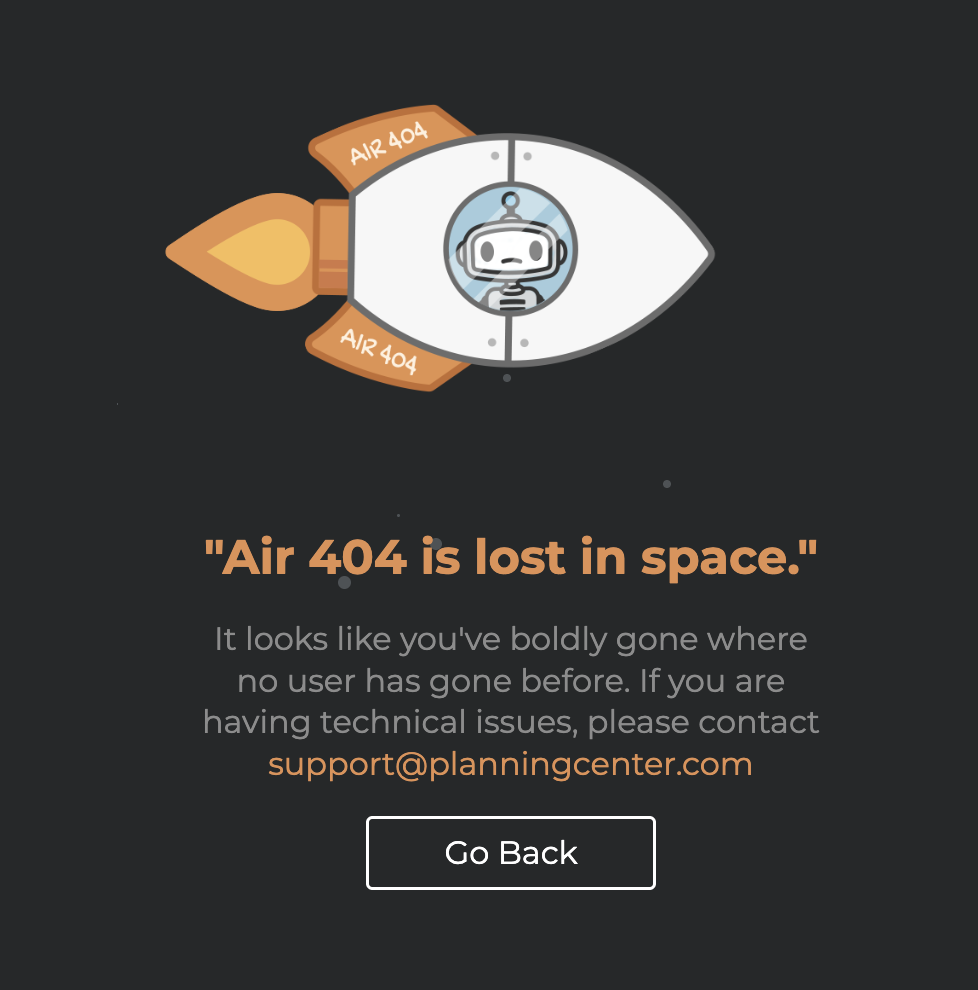 AIR 404
AIR 404
"Air 404 is lost in space."
It looks like you've boldly gone where
no user has gone before. If you are
having technical issues, please contact
support@planningcenter.com
Go Back